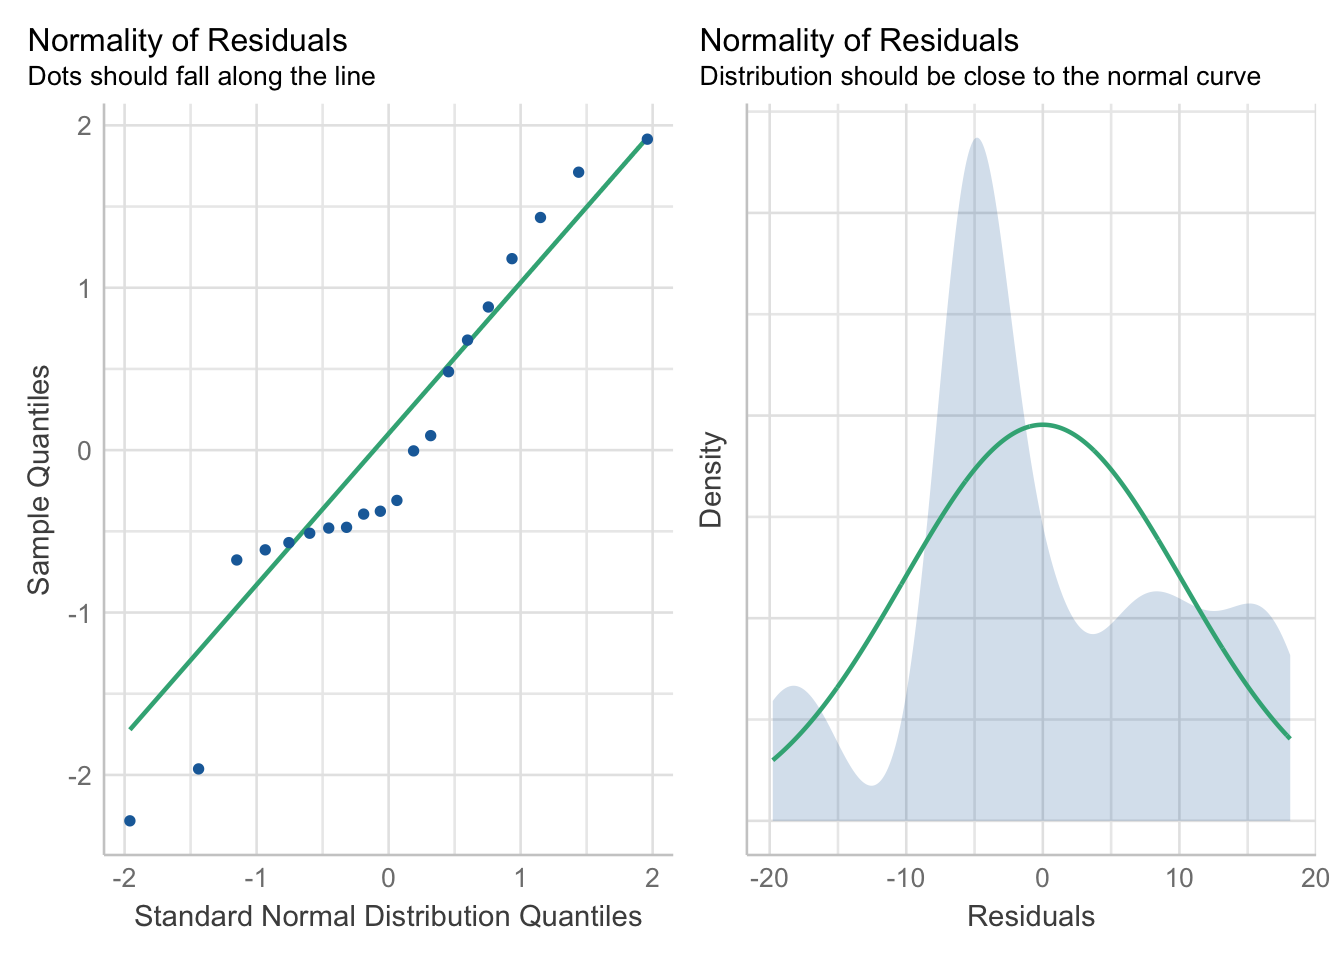 Normality of Residuals
Dots should fall along the line
2
1
0
-1
-2
Sample Quantiles
-2 -1 0 1 2
Standard Normal Distribution Quantiles
Normality of Residuals
Distribution should be close to the normal curve
Density
-20 -10 0 10 20
Residuals